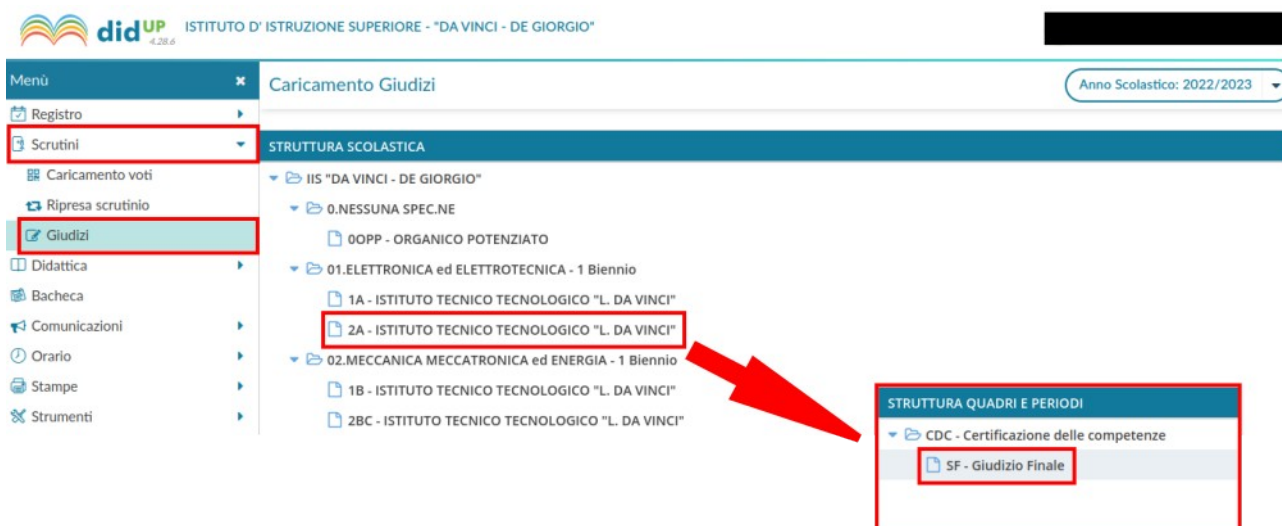 didUP 4.28.6 ISTITUTO D' ISTRUZIONE SUPERIORE - "DA VINCI - DE GIORGIO"
Menù
Registro
Scrutini
Caricamento voti
Ripresa scrutinio
Giudizi
Didattica
Bacheca
Comunicazioni
Orario
Stampe
Strumenti
Caricamento Giudizi
Anno Scolastico: 2022/2023
STRUTTURA SCOLASTICA
IIS "DA VINCI - DE GIORGIO"
0.NESSUNA SPEC.NE
0OPP - ORGANICO POTENZIATO
01.ELETTRONICA ed ELETTROTECNICA - 1 Biennio
1A - ISTITUTO TECNICO TECNOLOGICO "L. DA VINCI"
2A - ISTITUTO TECNICO TECNOLOGICO "L. DA VINCI"
02.MECCANICA MECCATRONICA ed ENERGIA - 1 Biennio
1B - ISTITUTO TECNICO TECNOLOGICO "L. DA VINCI"
2BC - ISTITUTO TECNICO TECNOLOGICO "L. DA VINCI"
STRUTTURA QUADRI E PERIODI
CDC - Certificazione delle competenze
SF - Giudizio Finale